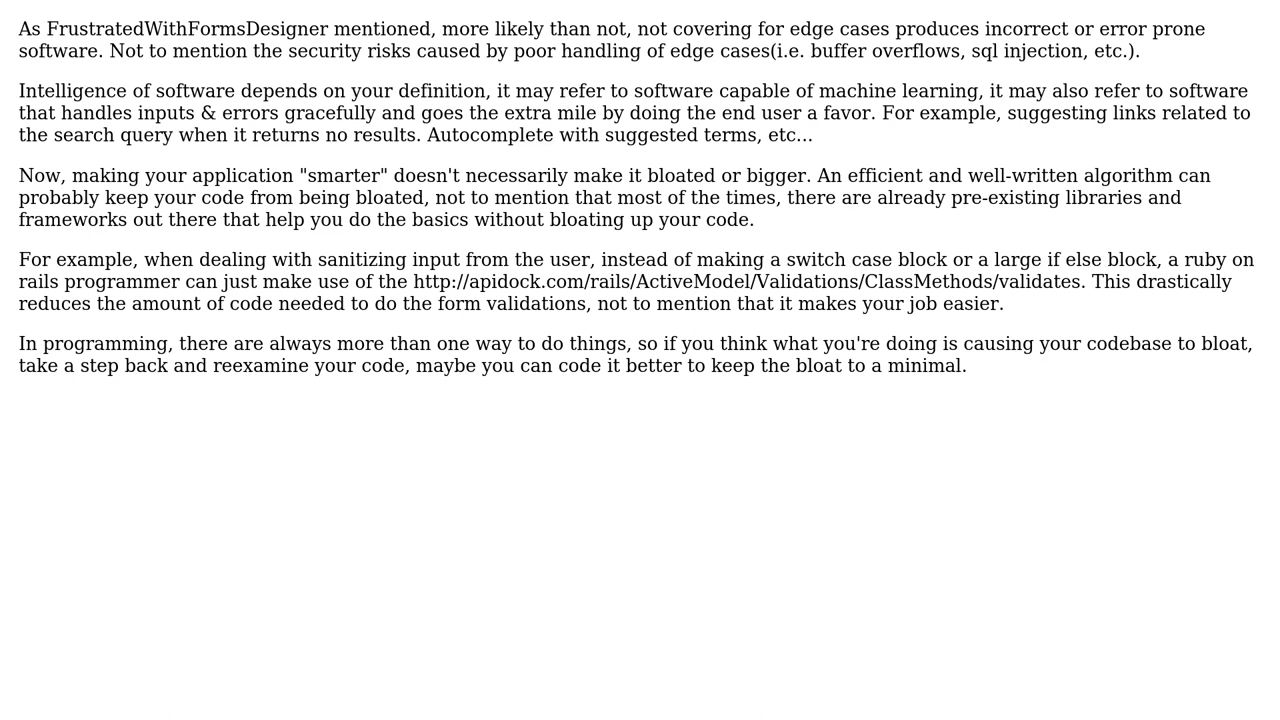 As FrustratedWithFormsDesigner mentioned, more likely than not, not covering for edge cases produces incorrect or error prone
software. Not to mention the security risks caused by poor handling of edge cases(i.e. buffer overflows, sql injection, etc.).
Intelligence of software depends on your definition, it may refer to software capable of machine learning, it may also refer to software
that handles inputs & errors gracefully and goes the extra mile by doing the end user a favor. For example, suggesting links related to
the search query when it returns no results. Autocomplete with suggested terms, etc...
Now, making your application "smarter" doesn't necessarily make it bloated or bigger. An efficient and well-written algorithm can
probably keep your code from being bloated, not to mention that most of the times, there are already pre-existing libraries and
frameworks out there that help you do the basics without bloating up your code.
For example, when dealing with sanitizing input from the user, instead of making a switch case block or a large if else block, a ruby on
rails programmer can just make use of the http://apidock.com/rails/ActiveModel/Validations/ClassMethods/validates. This drastically
reduces the amount of code needed to do the form validations, not to mention that it makes your job easier.
In programming, there are always more than one way to do things, so if you think what you're doing is causing your codebase to bloat,
take a step back and reexamine your code, maybe you can code it better to keep the bloat to a minimal.